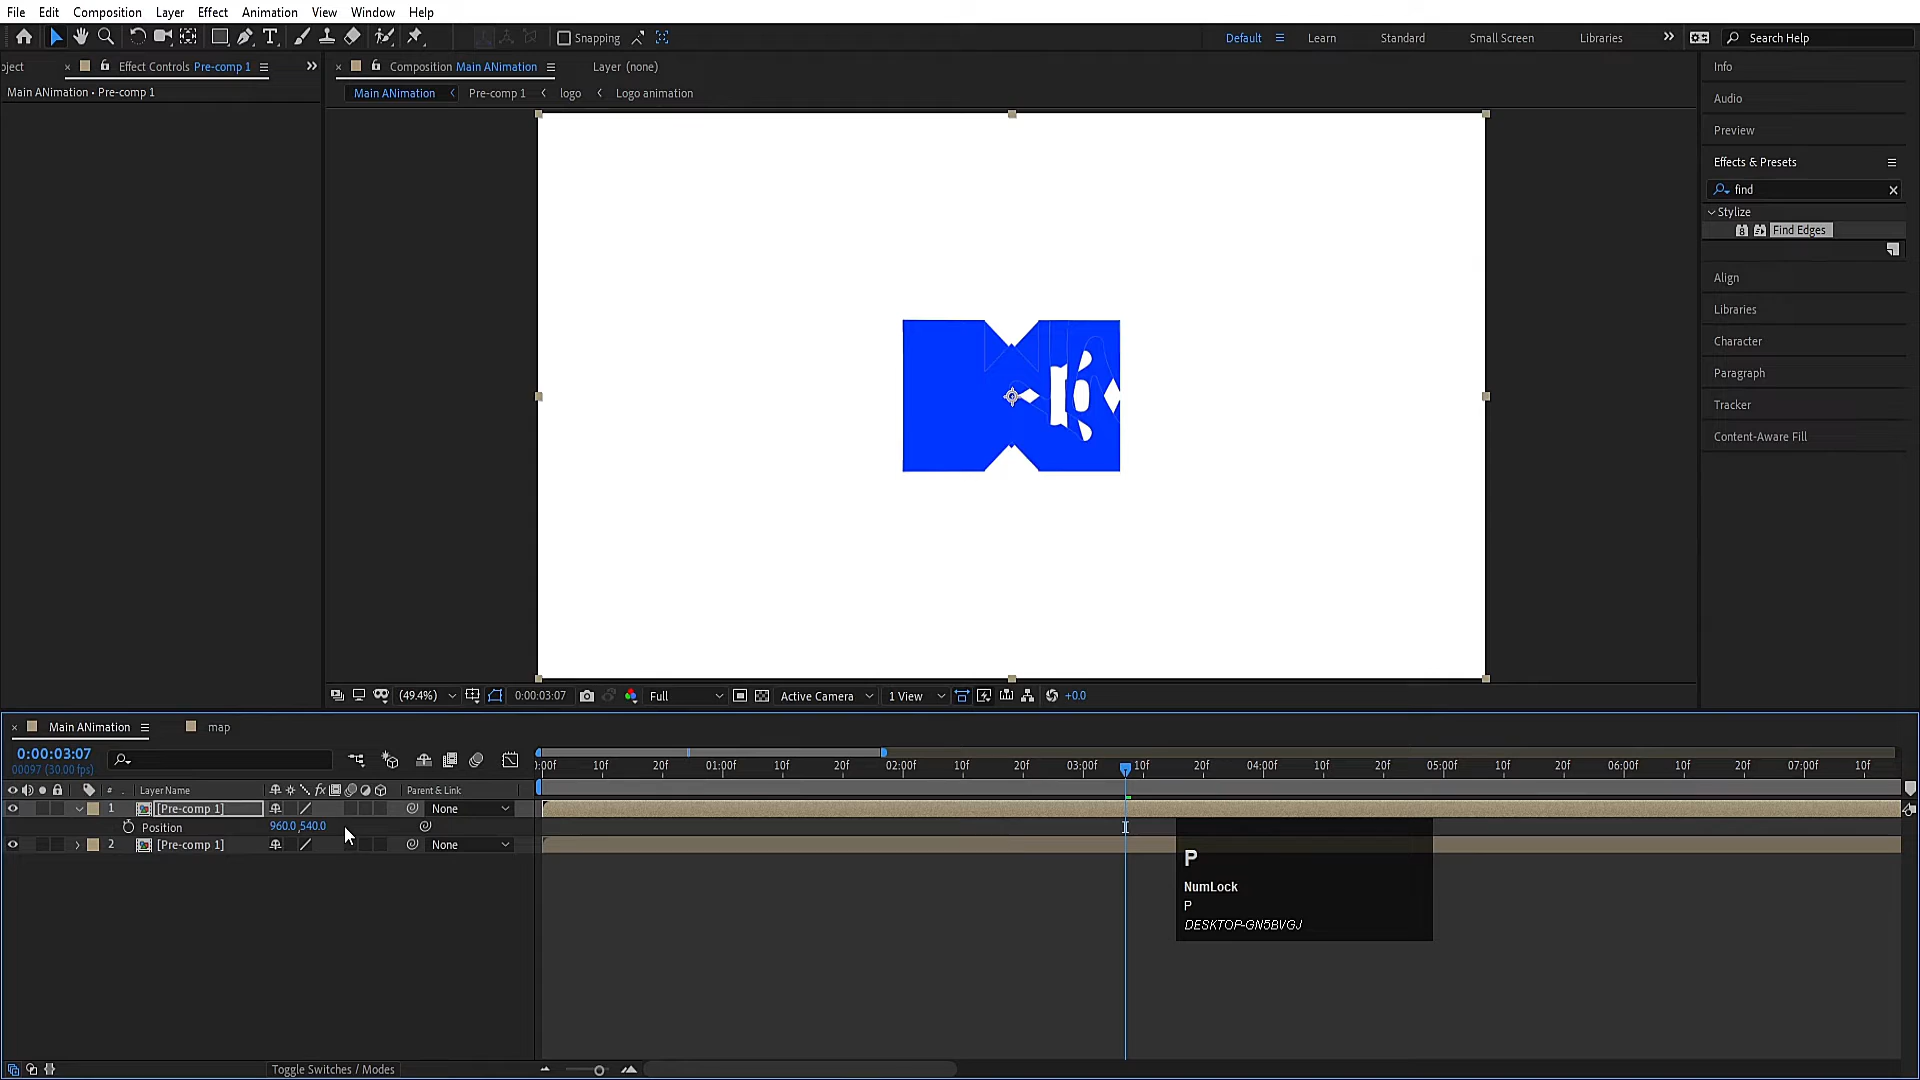 File Edit Composition Layer Effect Animation View Window Help
Snapping
Default Learn Standard Small Screen Libraries Search Help
oject Effect Controls Pre-comp 1
Composition Main ANimation Layer (none)
Main ANimation • Pre-comp 1
Main ANimation Pre-comp 1 logo Logo animation
Info
Audio
Preview
Effects & Presets
find
Stylize
Find Edges
Align
Libraries
Character
Paragraph
Tracker
Content-Aware Fill
(49.4%) 0:00:03:07 Full Active Camera 1 View +0.0
Main ANimation map
0:00:03:07
00097 (30.00 fps)
):00f 10f 20f 01:00f 10f 20f 02:00f 10f 20f 03:00f 10f 20f 04:00f 10f 20f 05:00f 10f 20f 06:00f 10f 20f 07:00f 10f
# . Layer Name fx Parent & Link
1 [Pre-comp 1] None
Position 960.0,540.0
2 [Pre-comp 1] None
P
NumLock
P
DESKTOP-GN5BVGJ
Toggle Switches / Modes